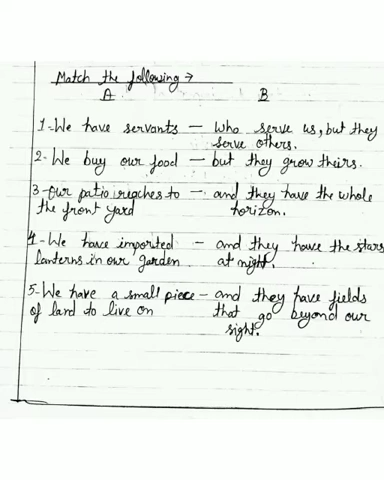 Match the following →
A B
1- We have servants — who serve us, but they
serve others.
2- We buy our food — but they grow theirs.
3- Our patio reaches to — and they have the whole
the front yard horizon.
4- We have imported — and they have the stars
lanterns in our garden at night.
5- We have a small piece — and they have fields
of land to live on that go beyond our
sight.